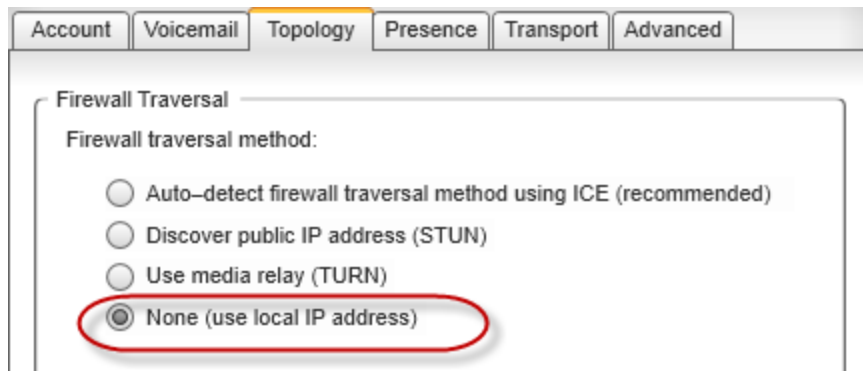 Account Voicemail Topology Presence Transport Advanced
Firewall Traversal
Firewall traversal method:
Auto–detect firewall traversal method using ICE (recommended)
Discover public IP address (STUN)
Use media relay (TURN)
None (use local IP address)